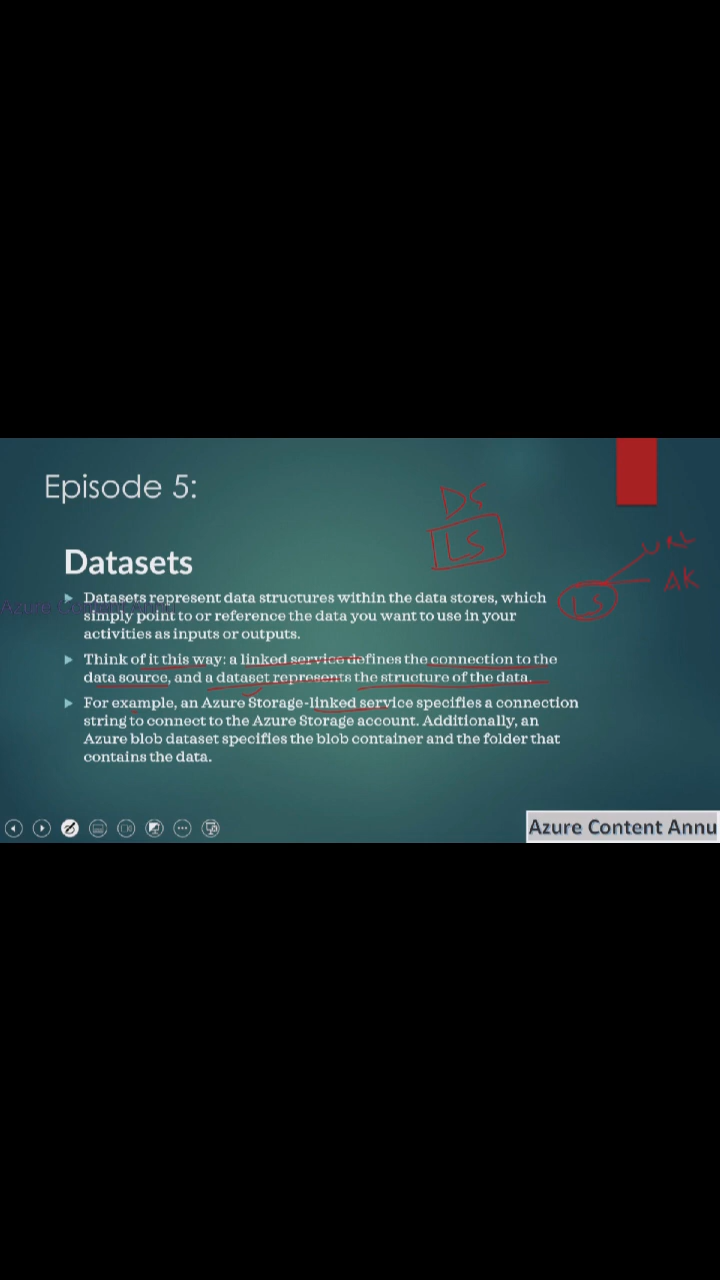 Episode 5:
DS
LS
Datasets
URL
AK
LS
Datasets represent data structures within the data stores, which
simply point to or reference the data you want to use in your
activities as inputs or outputs.
Think of it this way: a linked service defines the connection to the
data source, and a dataset represents the structure of the data.
For example, an Azure Storage-linked service specifies a connection
string to connect to the Azure Storage account. Additionally, an
Azure blob dataset specifies the blob container and the folder that
contains the data.
Azure Content Annu